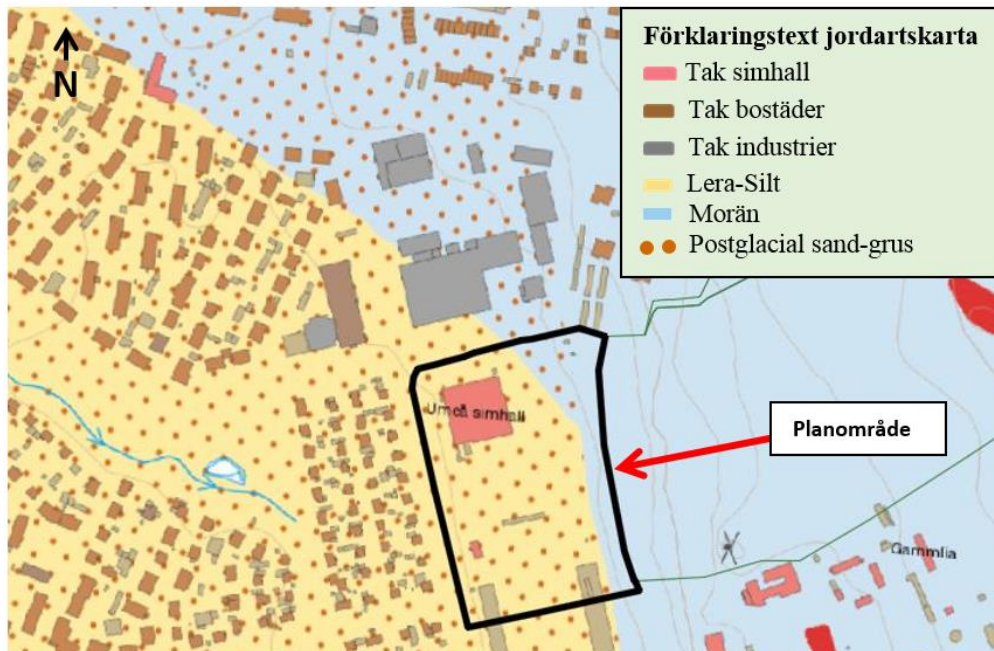 N
Förklaringstext jordartskarta
Tak simhall
Tak bostäder
Tak industrier
Lera-Silt
Morän
Postglacial sand-grus
Umeå simhall
Planområde
Gammlia